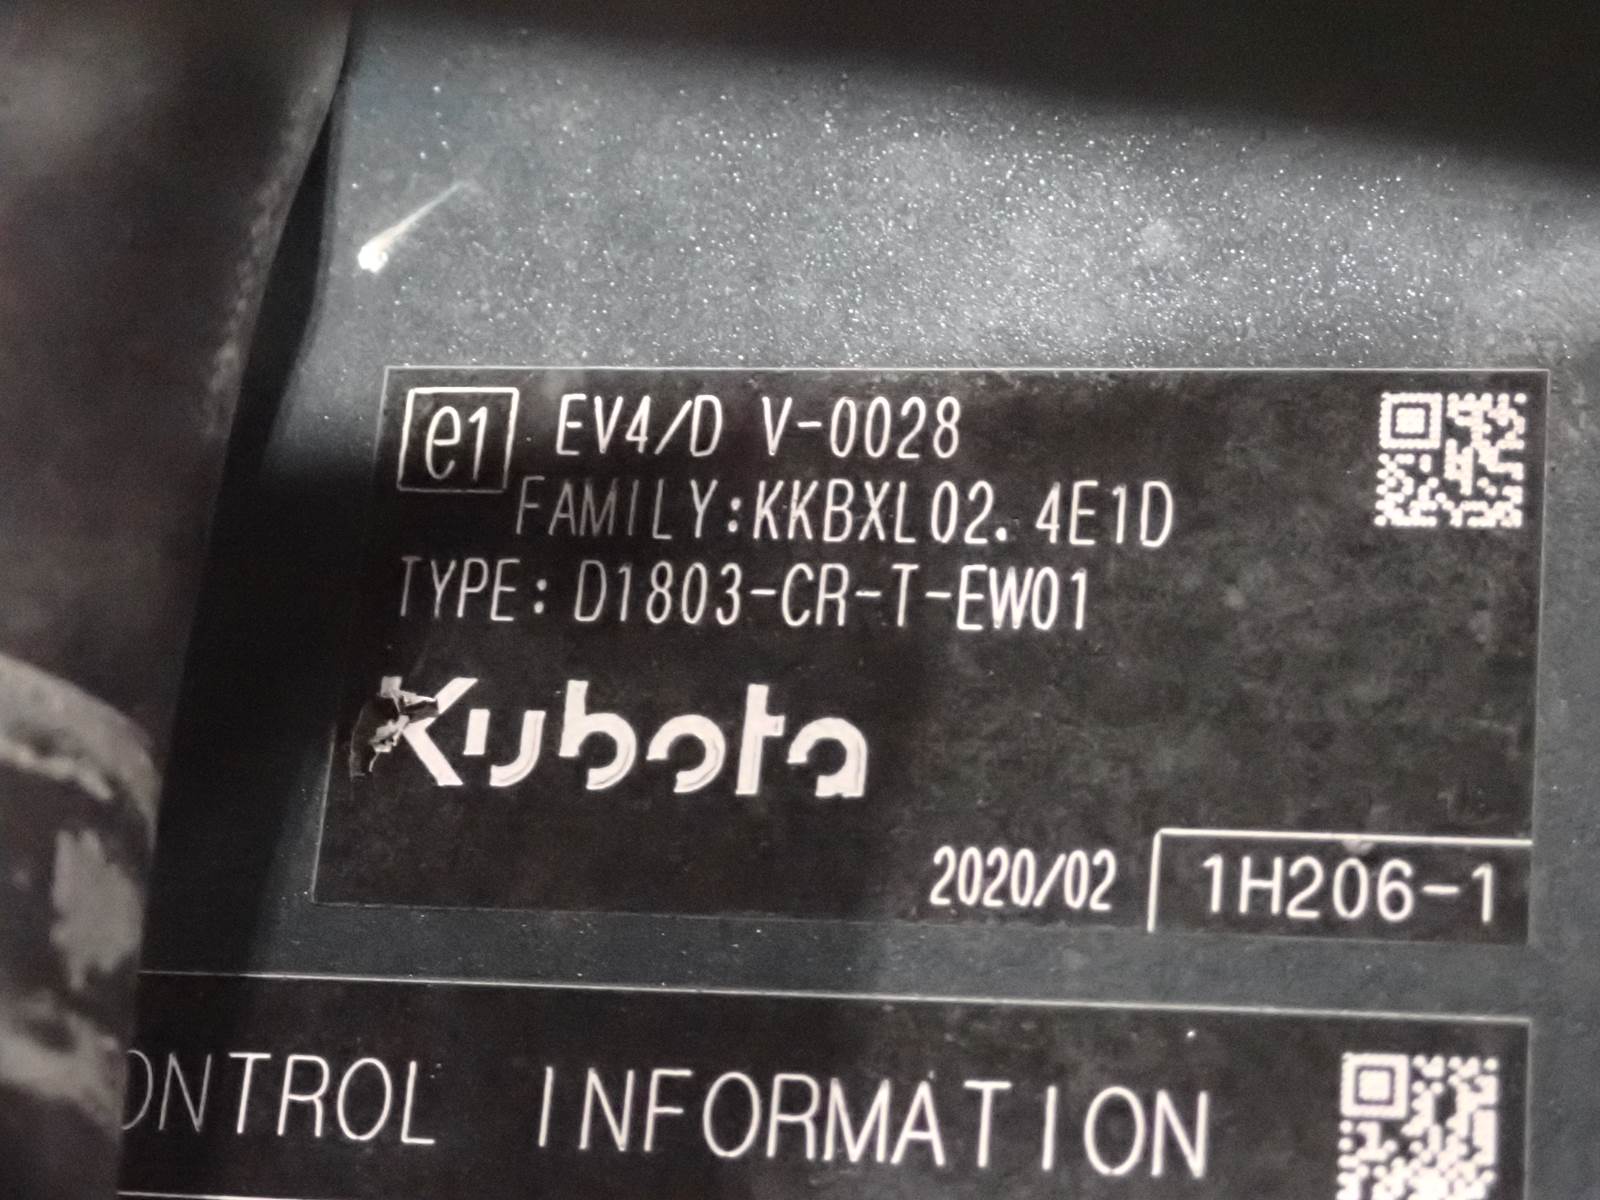 e1 EV4/D V-0028
FAMILY:KKBXL02.4E1D
TYPE: D1803-CR-T-EW01
Kubota
2020/02 1H206-1
ONTROL INFORMATION